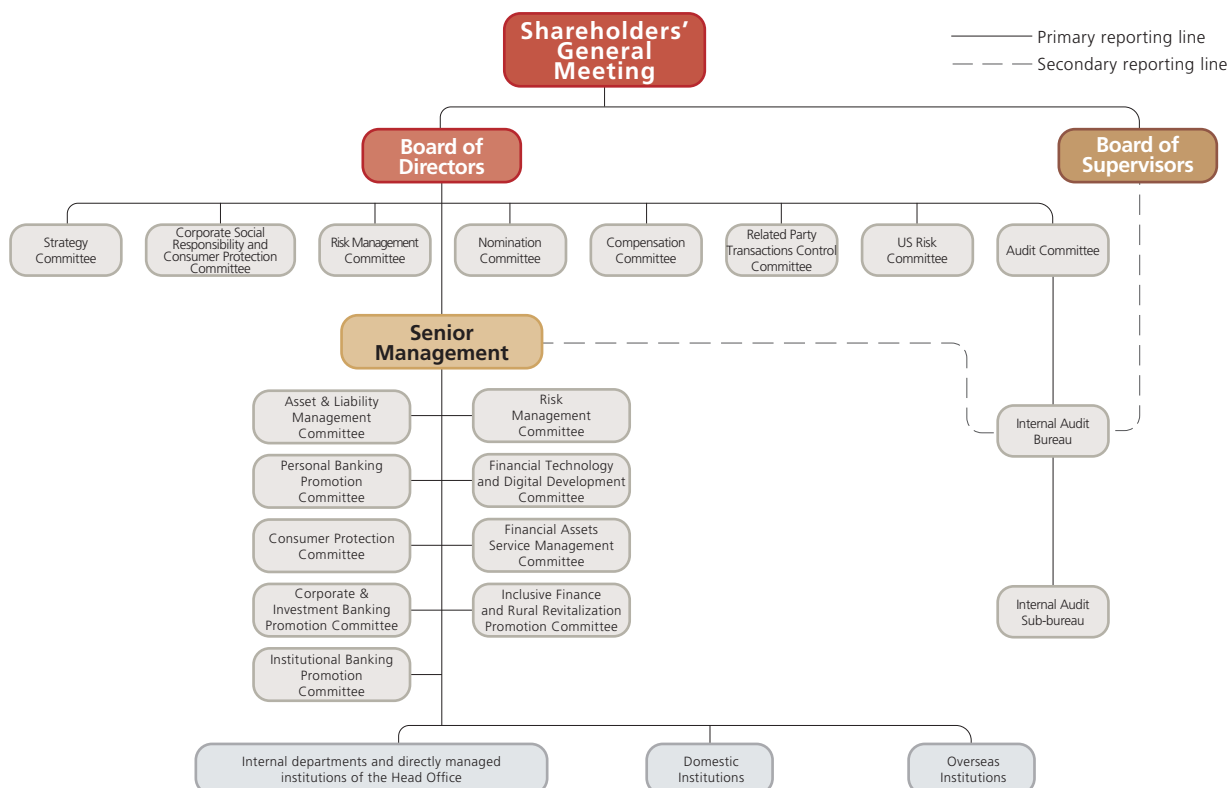 Shareholders’
General
Meeting
Primary reporting line
Secondary reporting line
Board of
Directors
Board of
Supervisors
Strategy
Committee
Corporate Social
Responsibility and
Consumer Protection
Committee
Risk Management
Committee
Nomination
Committee
Compensation
Committee
Related Party
Transactions Control
Committee
US Risk
Committee
Audit Committee
Senior
Management
Asset & Liability
Management
Committee
Risk
Management
Committee
Internal Audit
Bureau
Personal Banking
Promotion
Committee
Financial Technology
and Digital Development
Committee
Consumer Protection
Committee
Financial Assets
Service Management
Committee
Corporate &
Investment Banking
Promotion Committee
Inclusive Finance
and Rural Revitalization
Promotion Committee
Internal Audit
Sub-bureau
Institutional Banking
Promotion
Committee
Internal departments and directly managed
institutions of the Head Office
Domestic
Institutions
Overseas
Institutions